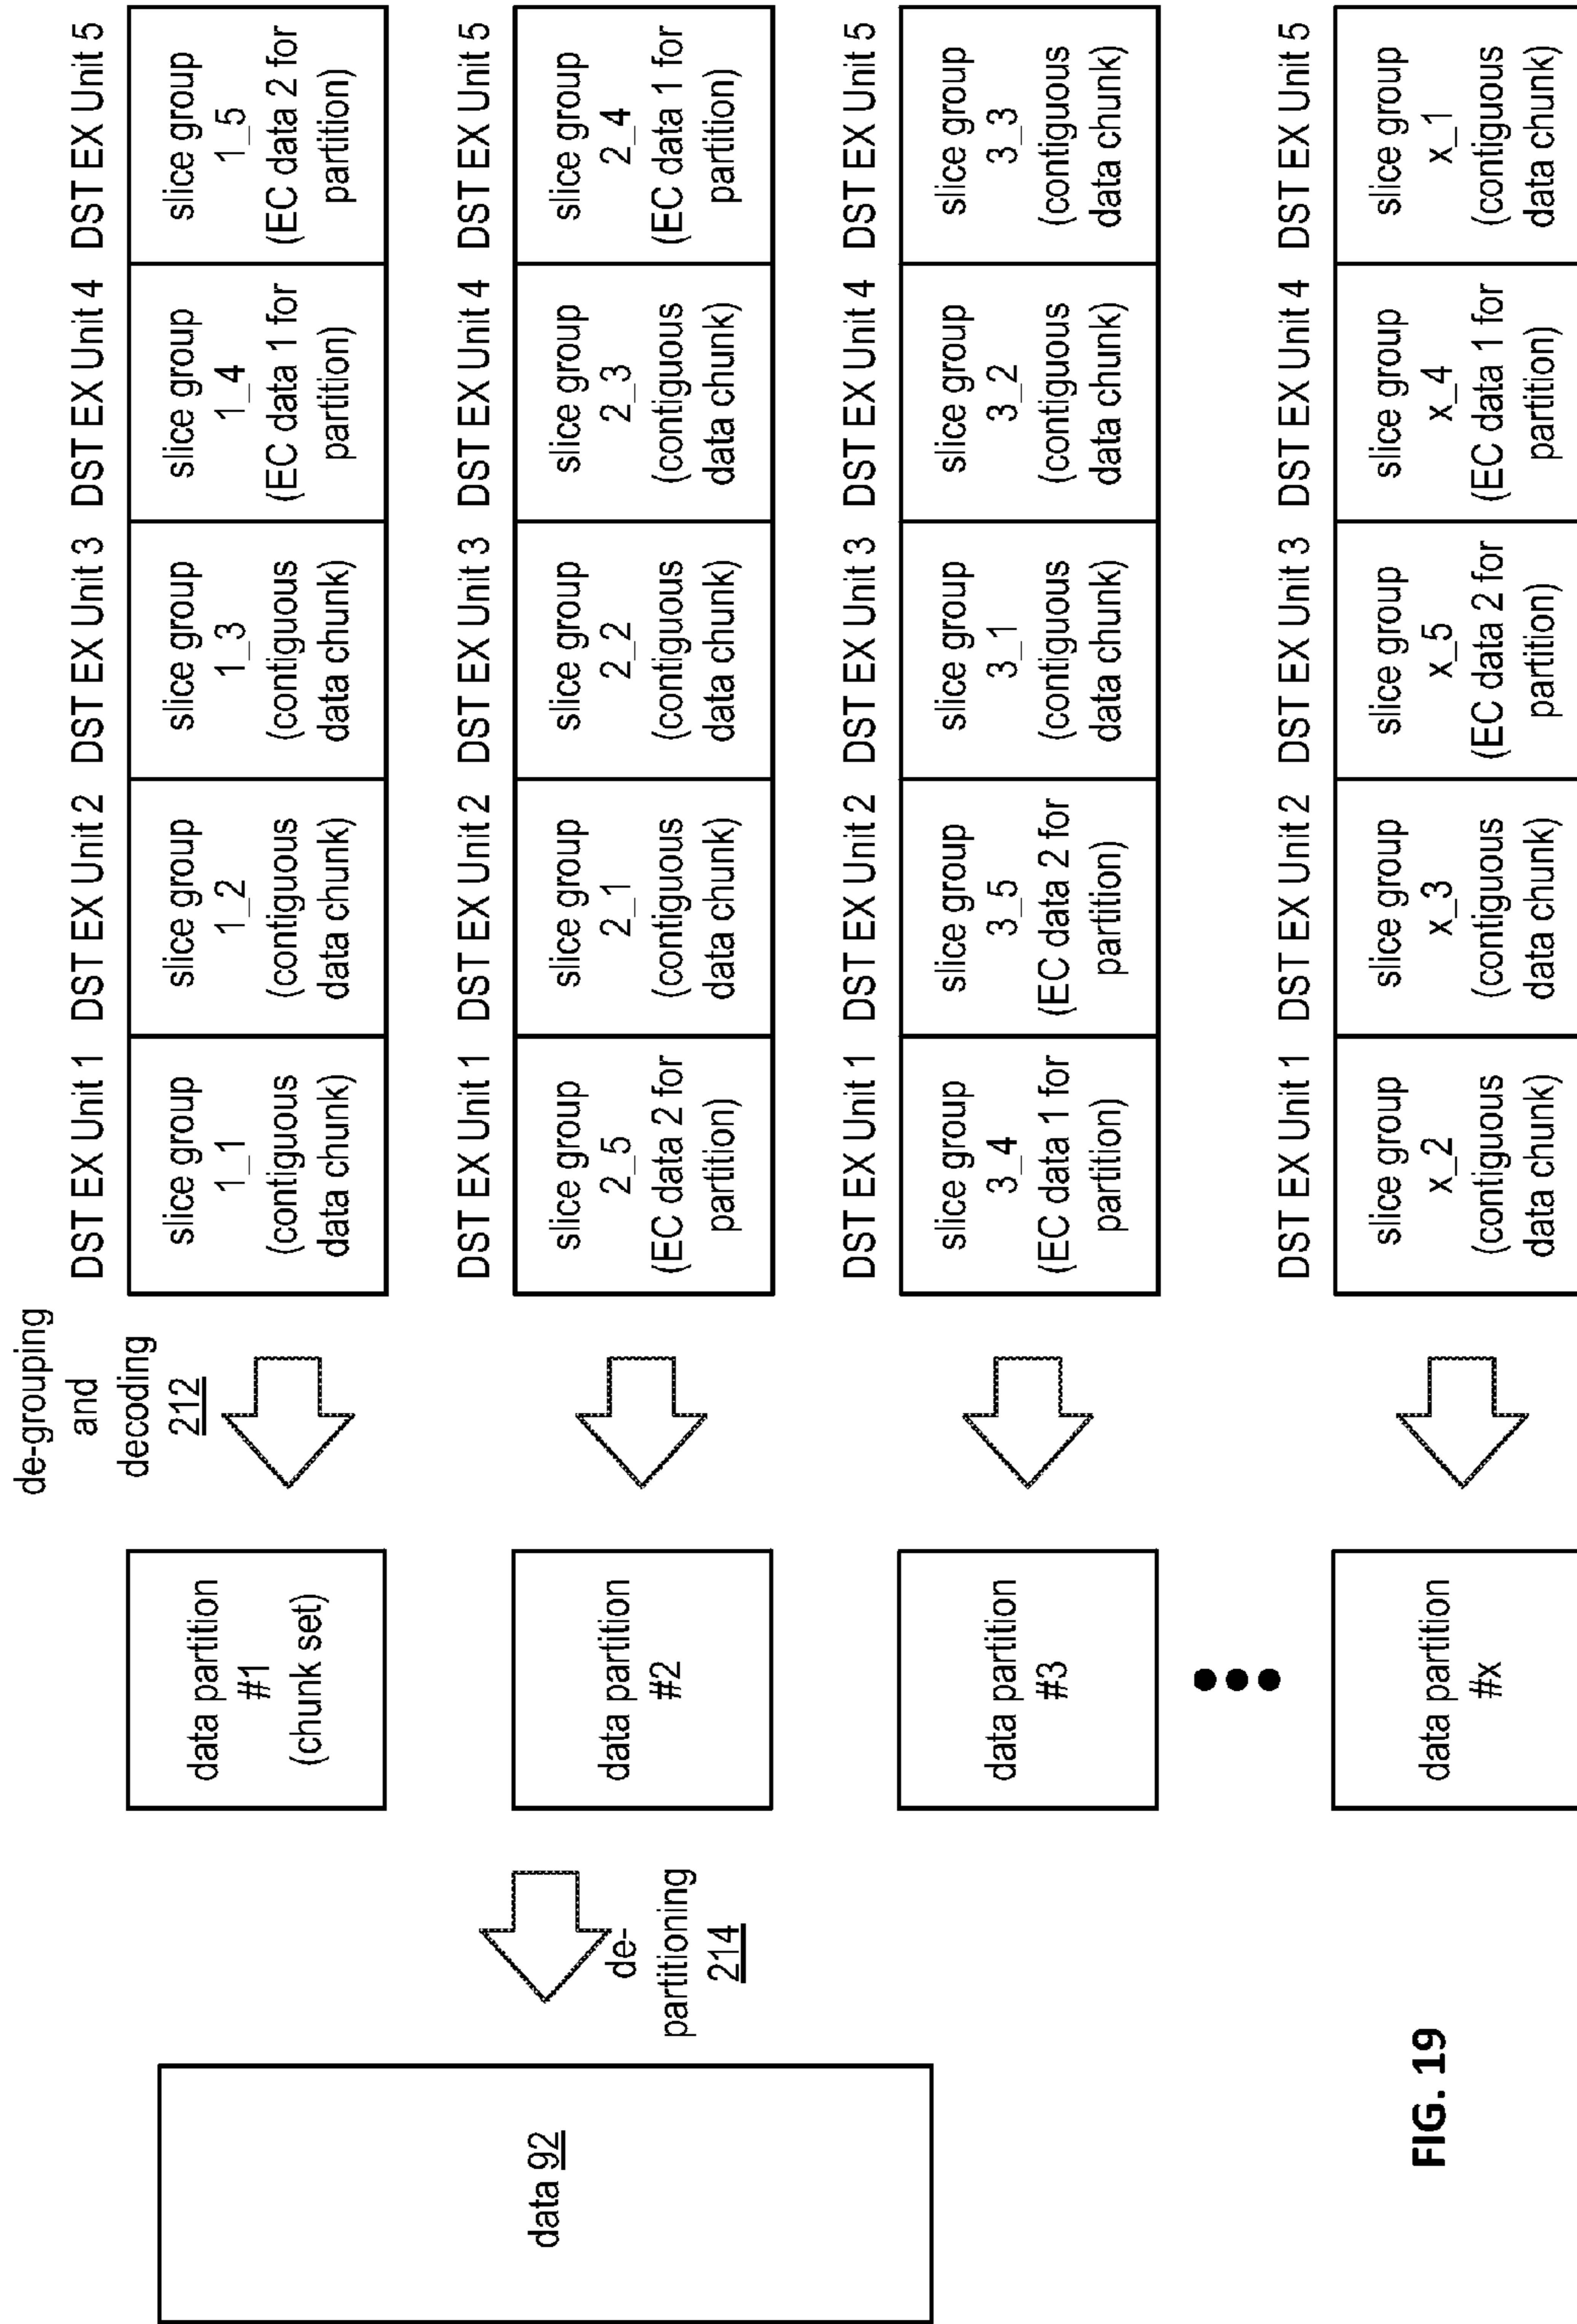 de-grouping
and
decoding
212
DST EX Unit 1 DST EX Unit 2 DST EX Unit 3 DST EX Unit 4 DST EX Unit 5
data partition
#1
(chunk set)
slice group
1_1
(contiguous
data chunk)
slice group
1_2
(contiguous
data chunk)
slice group
1_3
(contiguous
data chunk)
slice group
1_4
(EC data 1 for
partition)
slice group
1_5
(EC data 2 for
partition)
DST EX Unit 1 DST EX Unit 2 DST EX Unit 3 DST EX Unit 4 DST EX Unit 5
data 92
de-
partitioning
214
data partition
#2
slice group
2_5
(EC data 2 for
partition)
slice group
2_1
(contiguous
data chunk)
slice group
2_2
(contiguous
data chunk)
slice group
2_3
(contiguous
data chunk)
slice group
2_4
(EC data 1 for
partition)
DST EX Unit 1 DST EX Unit 2 DST EX Unit 3 DST EX Unit 4 DST EX Unit 5
data partition
#3
slice group
3_4
(EC data 1 for
partition)
slice group
3_5
(EC data 2 for
partition)
slice group
3_1
(contiguous
data chunk)
slice group
3_2
(contiguous
data chunk)
slice group
3_3
(contiguous
data chunk)
DST EX Unit 1 DST EX Unit 2 DST EX Unit 3 DST EX Unit 4 DST EX Unit 5
data partition
#x
slice group
x_2
(contiguous
data chunk)
slice group
x_3
(contiguous
data chunk)
slice group
x_5
(EC data 2 for
partition)
slice group
x_4
(EC data 1 for
partition)
slice group
x_1
(contiguous
data chunk)
FIG. 19